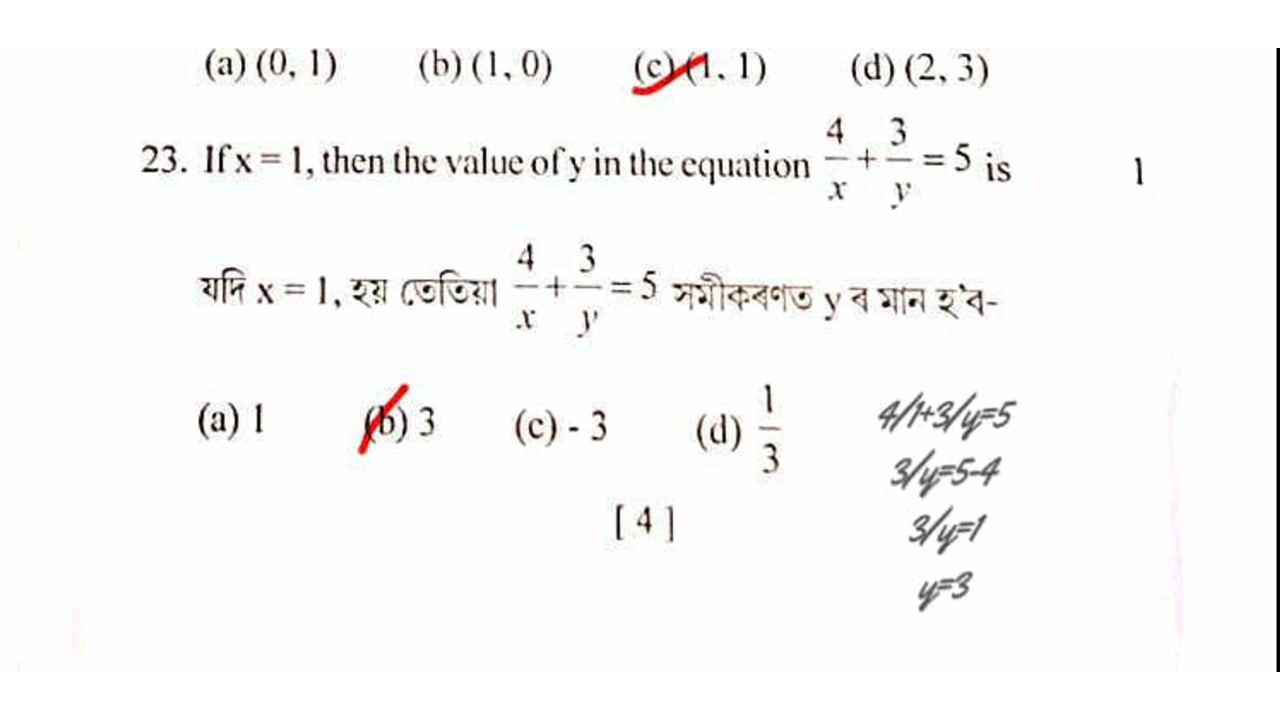 (a) (0, 1) (b) (1, 0) (c) (1, 1) (d) (2, 3)
23. If x = 1, then the value of y in the equation 4/x + 3/y = 5 is 1
যদি x = 1, হয় তেতিয়া 4/x + 3/y = 5 সমীকৰণত y ৰ মান হ'ব-
(a) 1 (b) 3 (c) - 3 (d) 1/3
4/1+3/y=5
3/y=5-4
3/y=1
y=3
[ 4 ]